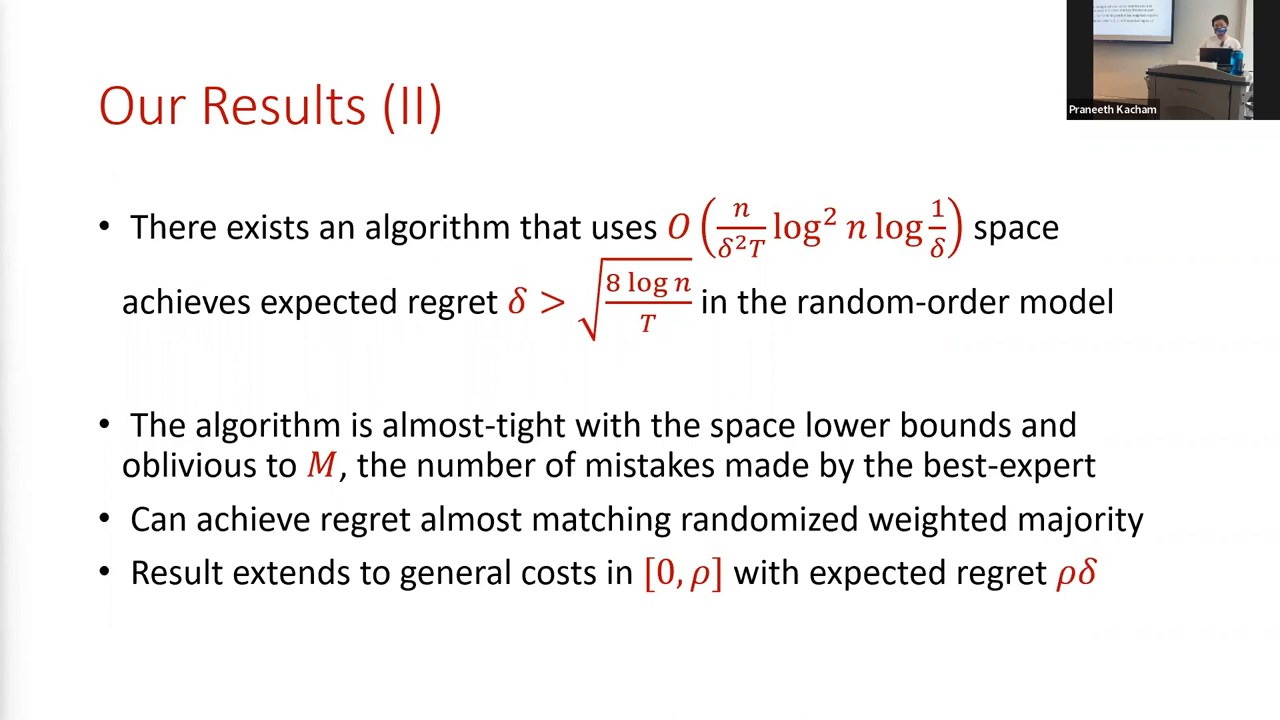 Our Results (II)
Praneeth Kacham
• There exists an algorithm that uses O(n/(δ²T) log² n log 1/δ) space
achieves expected regret δ > √(8 log n/T) in the random-order model
• The algorithm is almost-tight with the space lower bounds and
oblivious to M, the number of mistakes made by the best-expert
• Can achieve regret almost matching randomized weighted majority
• Result extends to general costs in [0, ρ] with expected regret ρδ